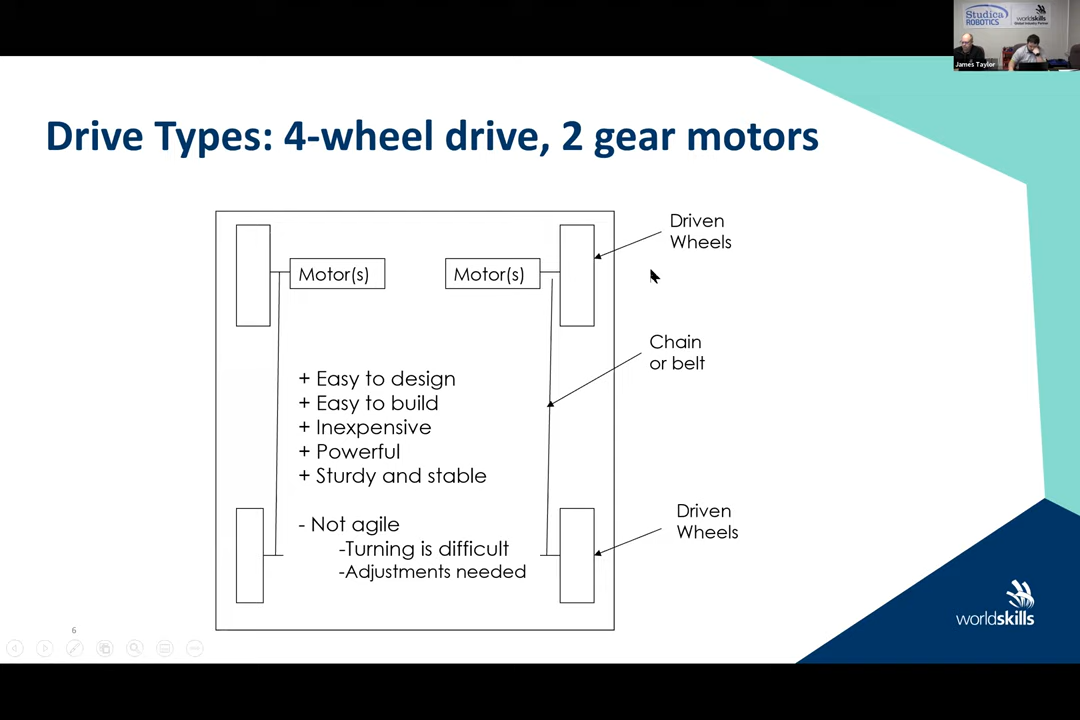 Studica
ROBOTICS
worldskills
Global Industry Partner
James Taylor
Drive Types: 4-wheel drive, 2 gear motors
Driven
Wheels
Motor(s)
Motor(s)
Chain
or belt
+ Easy to design
+ Easy to build
+ Inexpensive
+ Powerful
+ Sturdy and stable
- Not agile
-Turning is difficult
-Adjustments needed
Driven
Wheels
worldskills
6